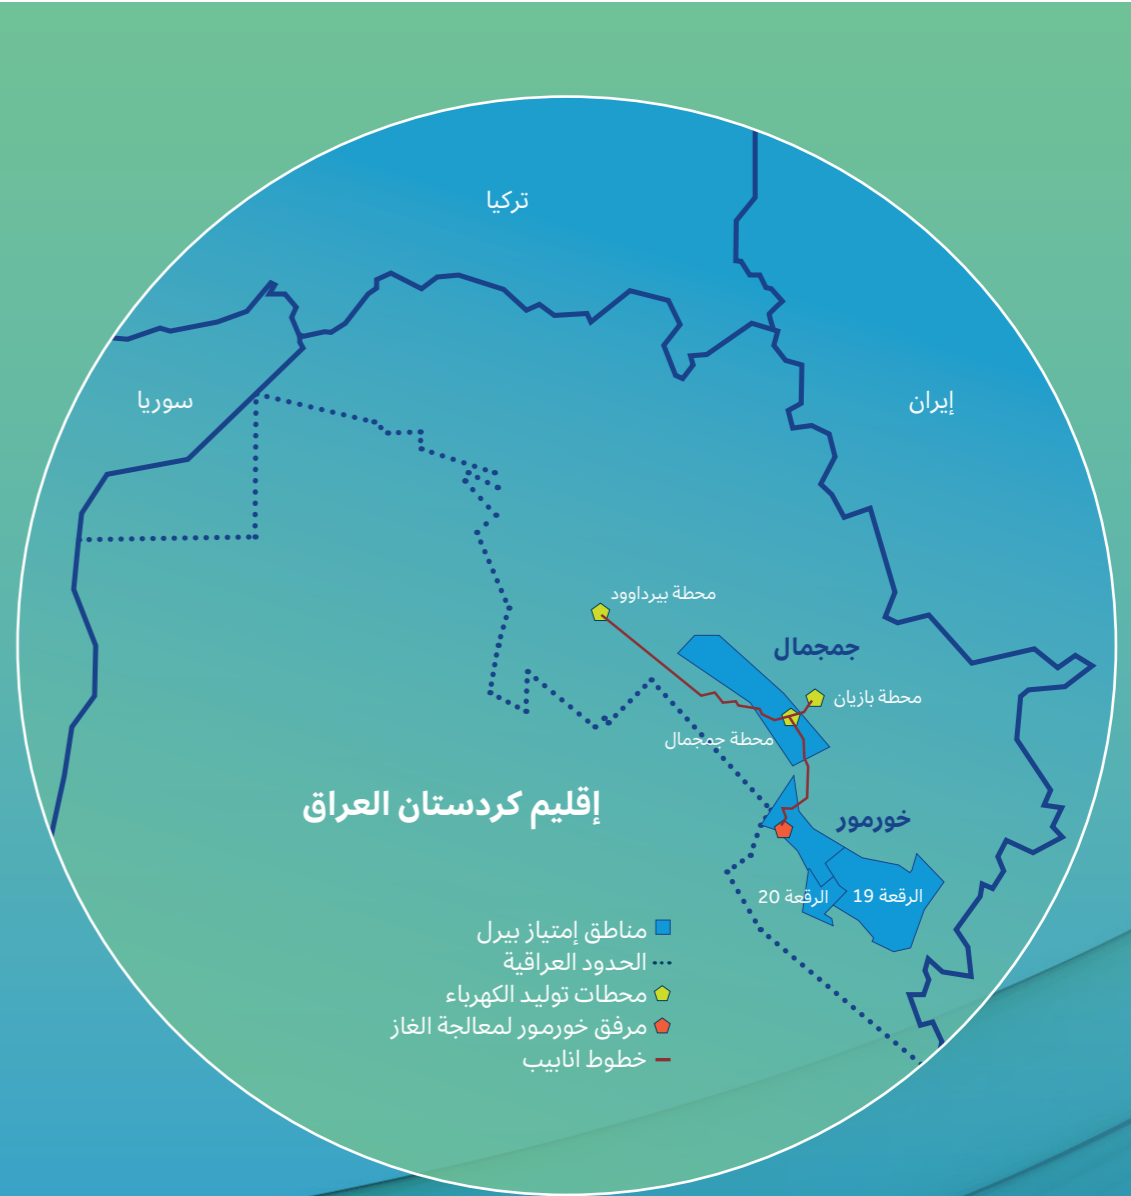 تركيا
سوريا
إيران
محطة بيرداوود
جمجمال
محطة بازيان
محطة جمجمال
إقليم كردستان العراق
خورمور
الرقعة 19
الرقعة 20
مناطق إمتياز بيرل
الحدود العراقية
محطات توليد الكهرباء
مرفق خورمور لمعالجة الغاز
خطوط انابيب